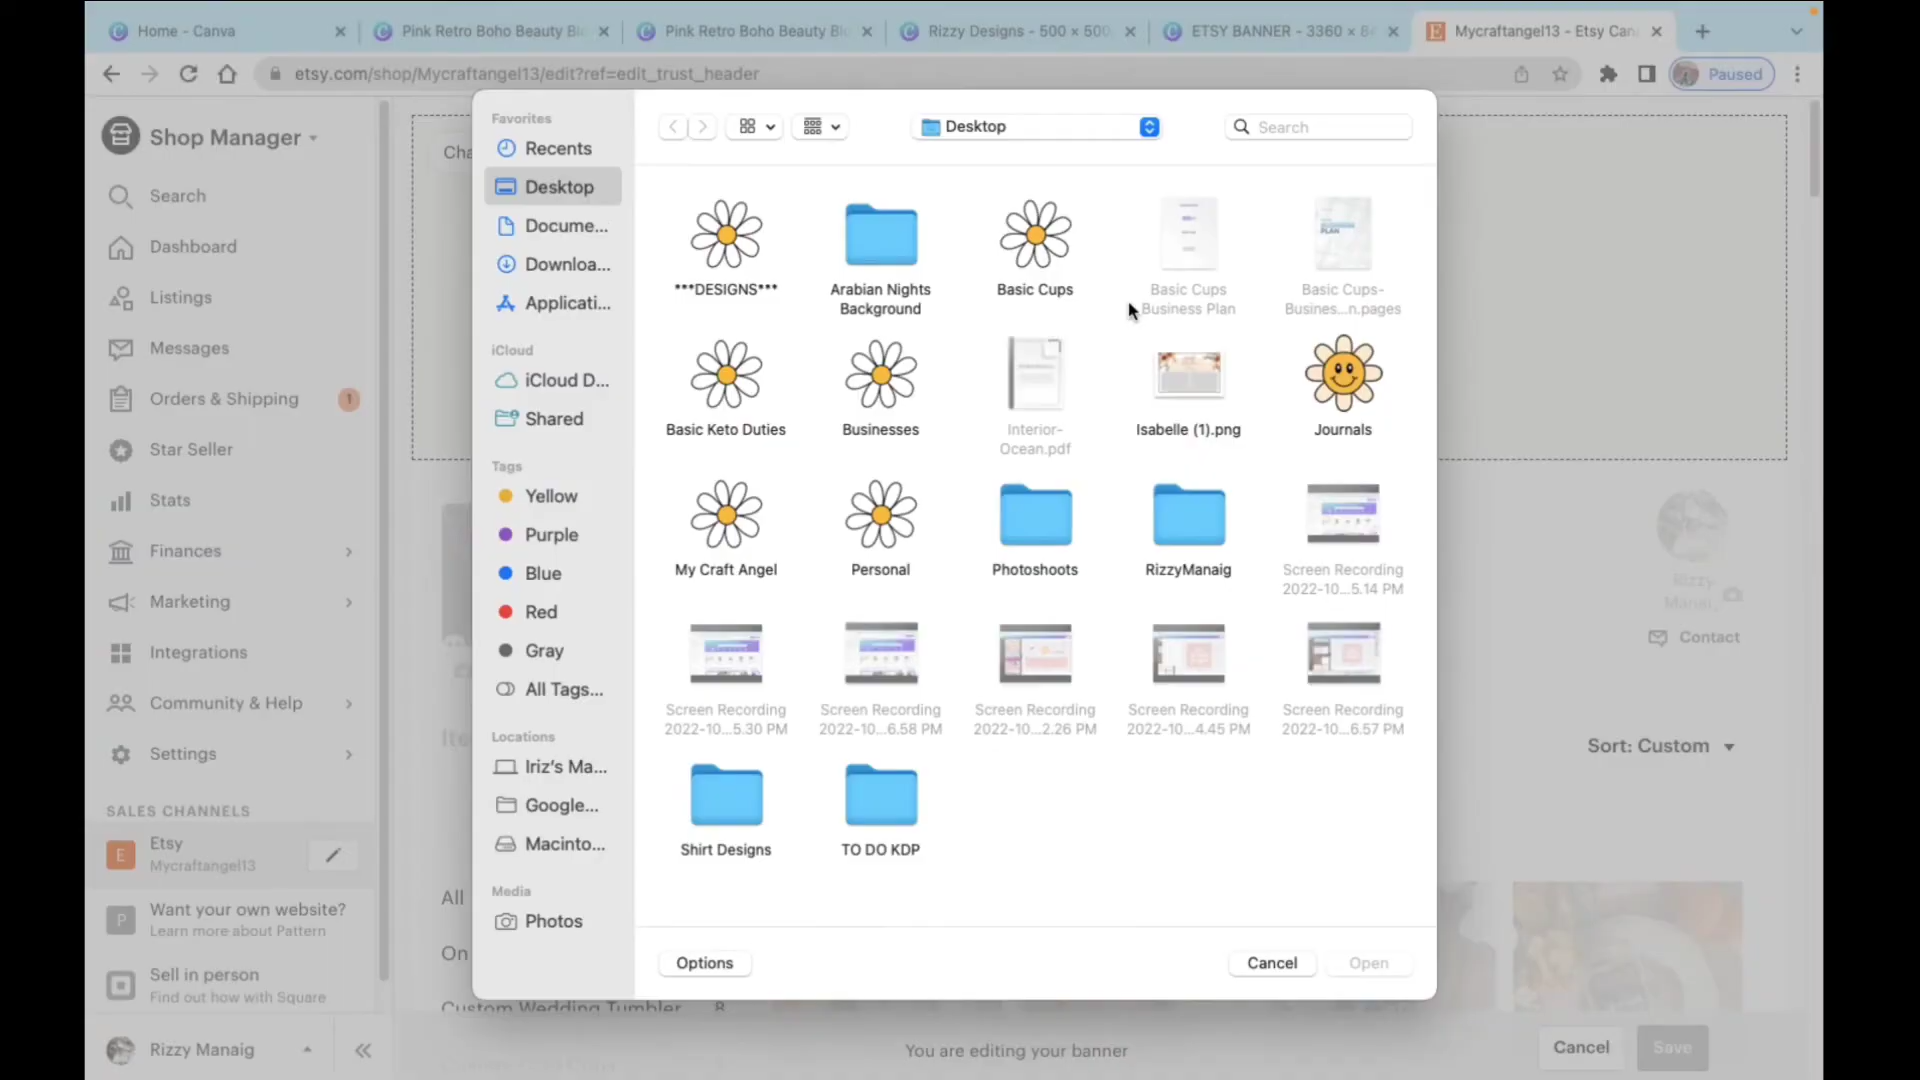 Home - Canva
Pink Retro Boho Beauty Bl
Pink Retro Boho Beauty Bl
Rizzy Designs - 500 × 500
ETSY BANNER - 3360 × 8
Mycraftangel13 - Etsy Can
etsy.com/shop/Mycraftangel13/edit?ref=edit_trust_header
Paused
Shop Manager
Search
Dashboard
Listings
Messages
Orders & Shipping
1
Star Seller
Stats
Finances
Marketing
Integrations
Community & Help
Settings
SALES CHANNELS
E
Etsy
Mycraftangel13
P
Want your own website?
Learn more about Pattern
Sell in person
Find out how with Square
Rizzy Manaig
Cha
Favorites
Recents
Desktop
Docume...
Downloa...
Applicati...
iCloud
iCloud D...
Shared
Tags
Yellow
Purple
Blue
Red
Gray
All Tags...
Locations
Iriz's Ma...
Google...
Macinto...
Media
Photos
Desktop
Search
***DESIGNS***
Arabian Nights
Background
Basic Cups
Basic Cups
Business Plan
Basic Cups-
Busines...n.pages
PLAN
Basic Keto Duties
Businesses
Interior-
Ocean.pdf
Isabelle (1).png
Journals
My Craft Angel
Personal
Photoshoots
RizzyManaig
Screen Recording
2022-10...5.14 PM
Screen Recording
2022-10...5.30 PM
Screen Recording
2022-10...6.58 PM
Screen Recording
2022-10...2.26 PM
Screen Recording
2022-10...4.45 PM
Screen Recording
2022-10...6.57 PM
Shirt Designs
TO DO KDP
Options
Cancel
Open
Rizzy
Manai
Contact
Ite
Sort: Custom
All
On
Custom Wedding Tumbler
8
You are editing your banner
Cancel
Save